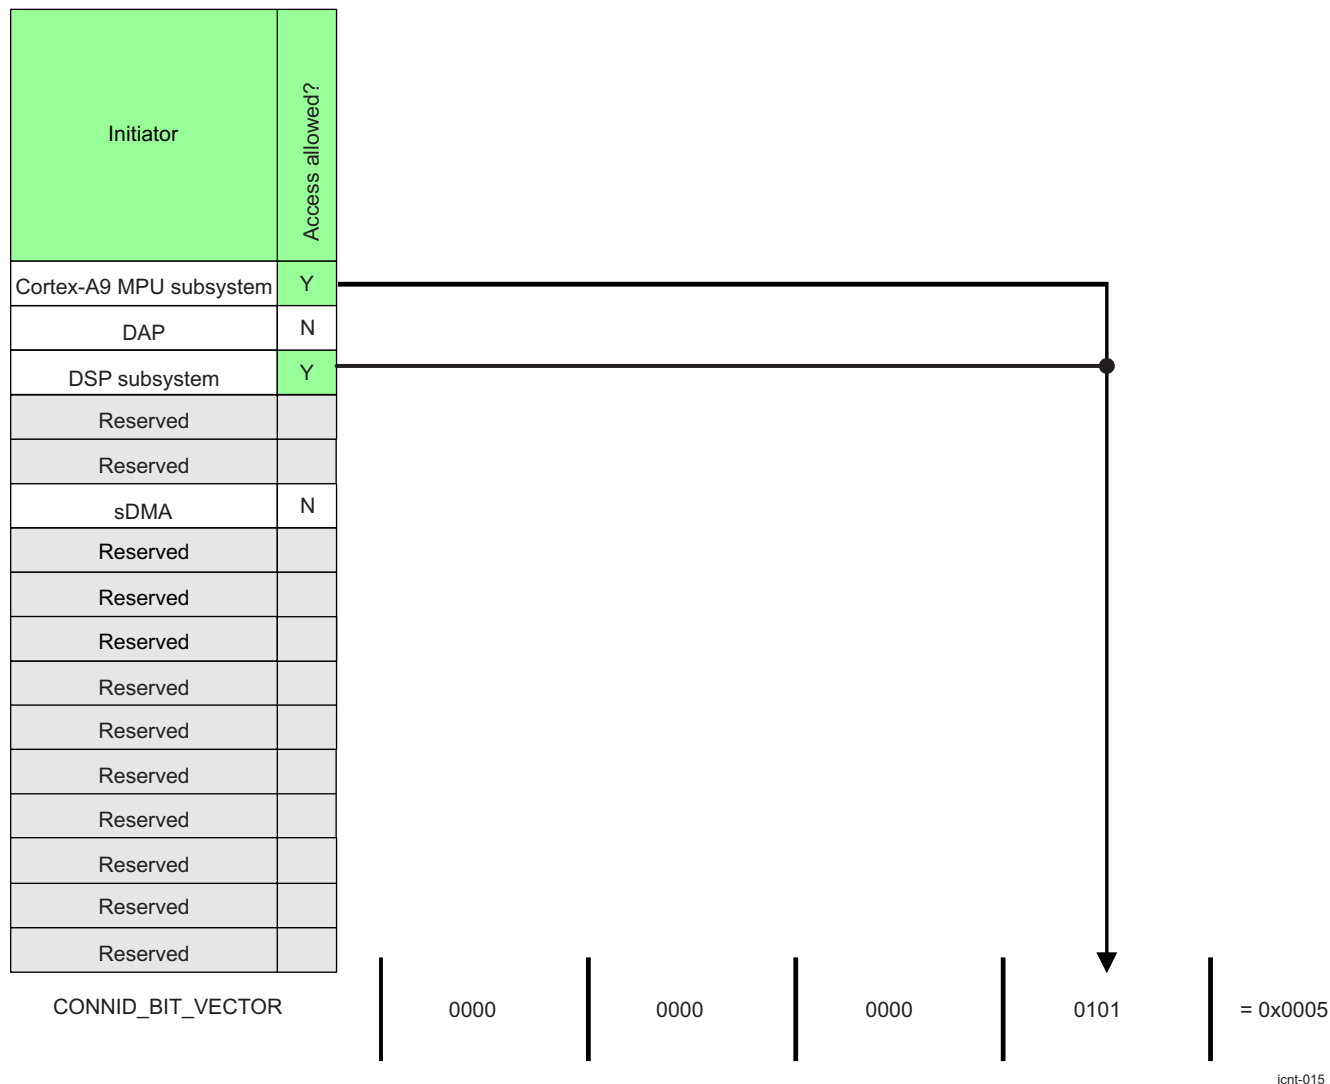 Initiator
Access allowed?
Cortex-A9 MPU subsystem Y
DAP N
DSP subsystem Y
Reserved
Reserved
sDMA N
Reserved
Reserved
Reserved
Reserved
Reserved
Reserved
Reserved
Reserved
Reserved
Reserved
CONNID_BIT_VECTOR 0000 0000 0000 0101 = 0x0005
icnt-015